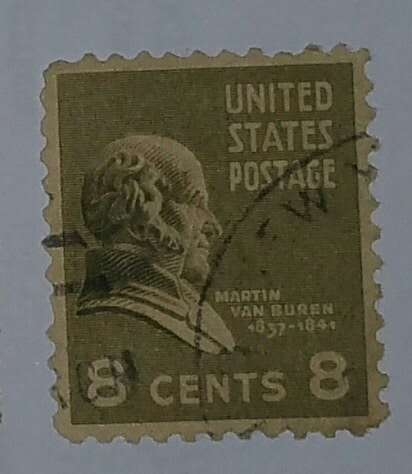 UNITED
STATES
POSTAGE
MARTIN
VAN BUREN
1837-1841
8 CENTS 8